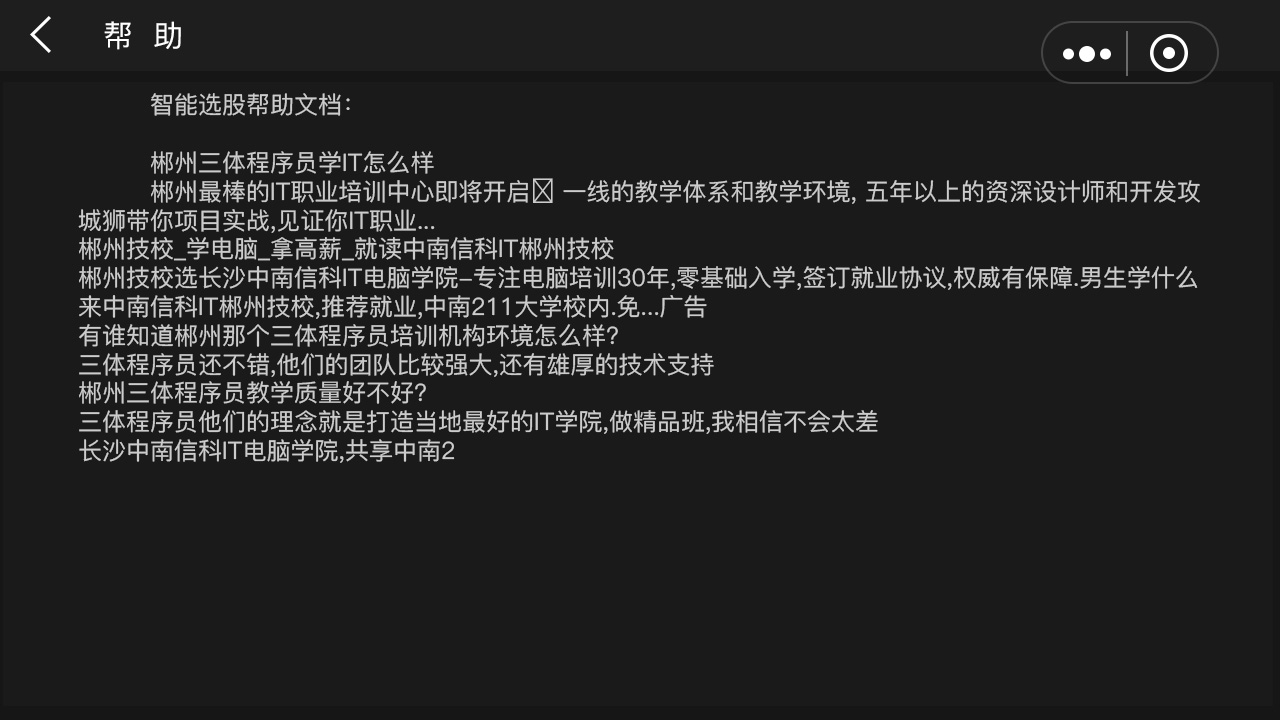 帮 助
智能选股帮助文档：
郴州三体程序员学IT怎么样
郴州最棒的IT职业培训中心即将开启 一线的教学体系和教学环境, 五年以上的资深设计师和开发攻
城狮带你项目实战,见证你IT职业...
郴州技校_学电脑_拿高薪_就读中南信科IT郴州技校
郴州技校选长沙中南信科IT电脑学院–专注电脑培训30年,零基础入学,签订就业协议,权威有保障.男生学什么
来中南信科IT郴州技校,推荐就业,中南211大学校内.免...广告
有谁知道郴州那个三体程序员培训机构环境怎么样?
三体程序员还不错,他们的团队比较强大,还有雄厚的技术支持
郴州三体程序员教学质量好不好?
三体程序员他们的理念就是打造当地最好的IT学院,做精品班,我相信不会太差
长沙中南信科IT电脑学院,共享中南2